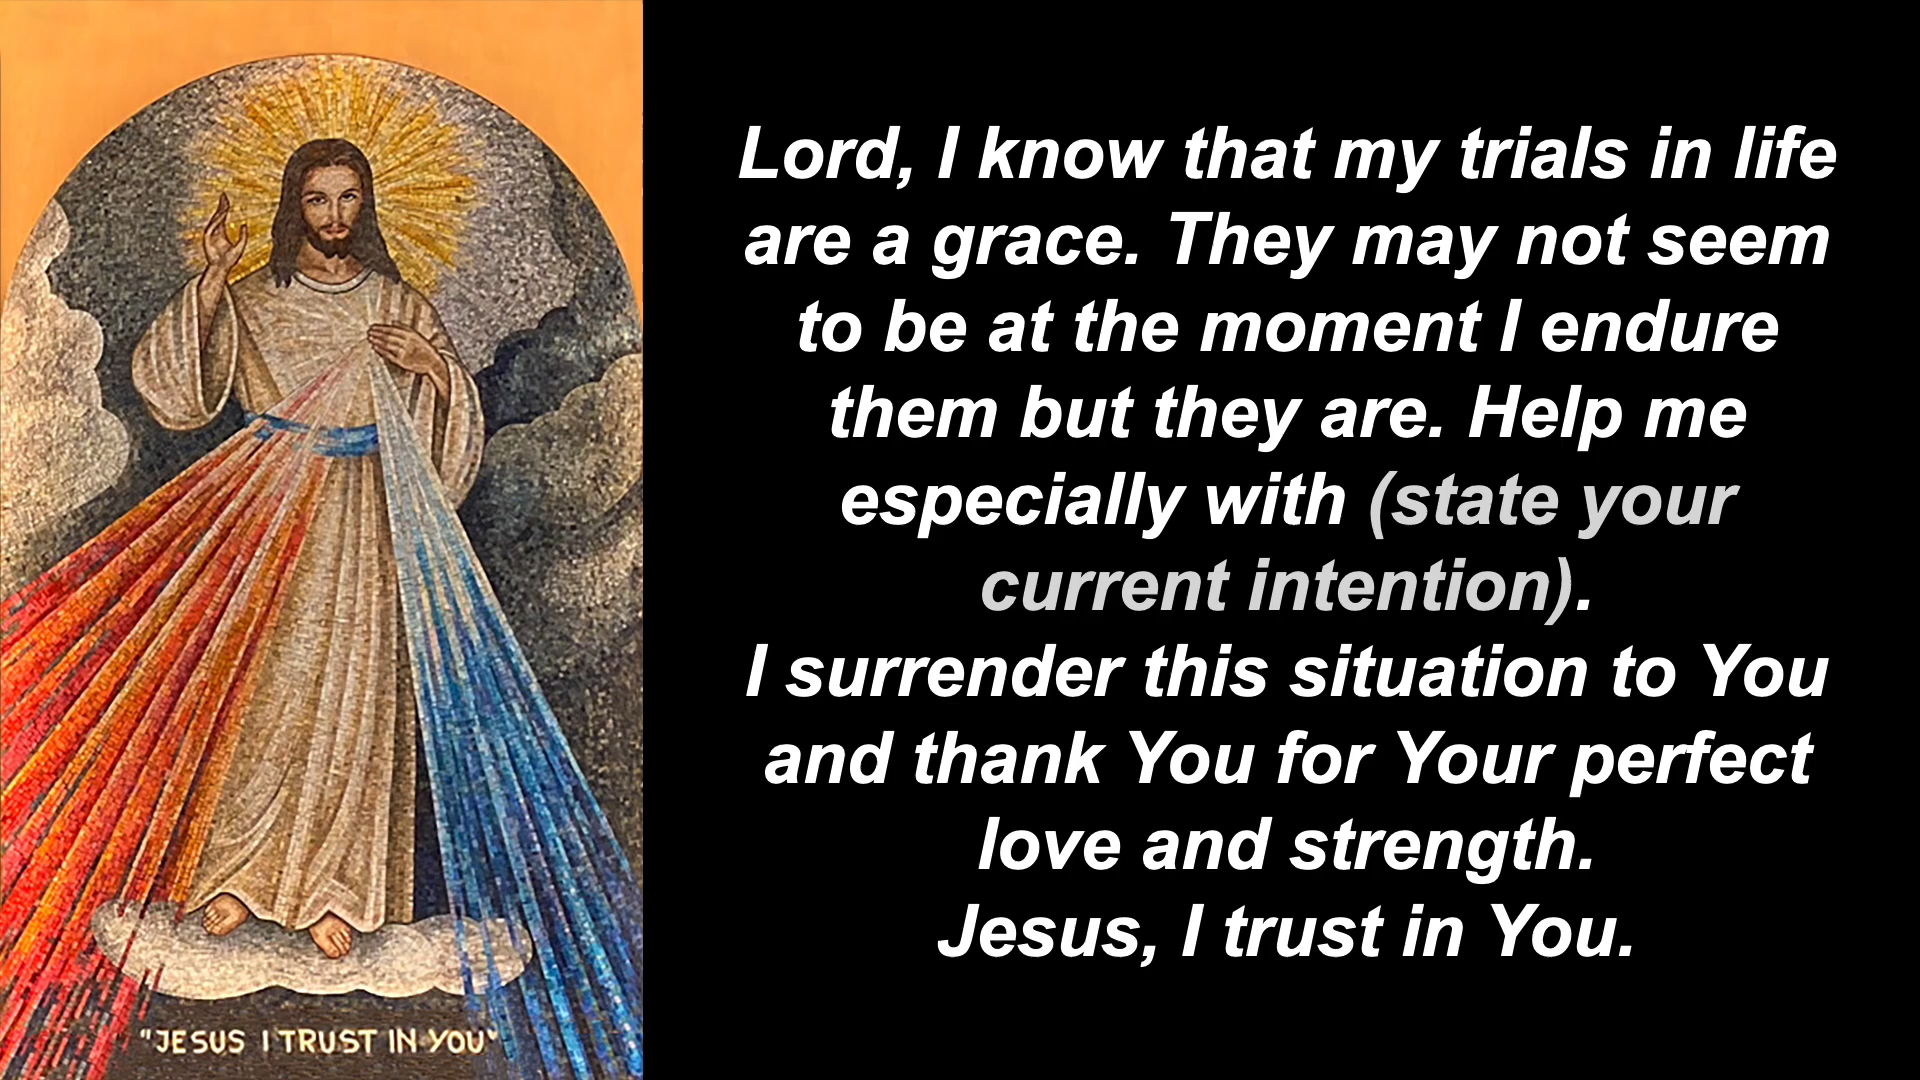 Lord, I know that my trials in life
are a grace. They may not seem
to be at the moment I endure
them but they are. Help me
especially with (state your
current intention).
I surrender this situation to You
and thank You for Your perfect
love and strength.
Jesus, I trust in You.
"JESUS I TRUST IN YOU"